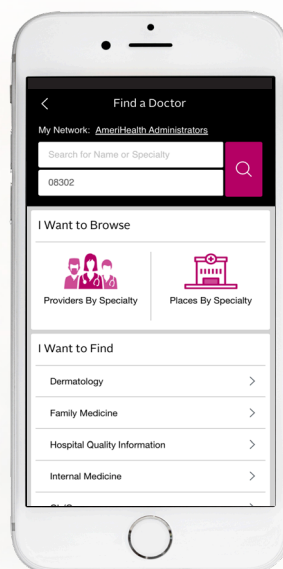 Find a Doctor
My Network: AmeriHealth Administrators
Search for Name or Specialty
08302
I Want to Browse
Providers By Specialty
Places By Specialty
I Want to Find
Dermatology
Family Medicine
Hospital Quality Information
Internal Medicine